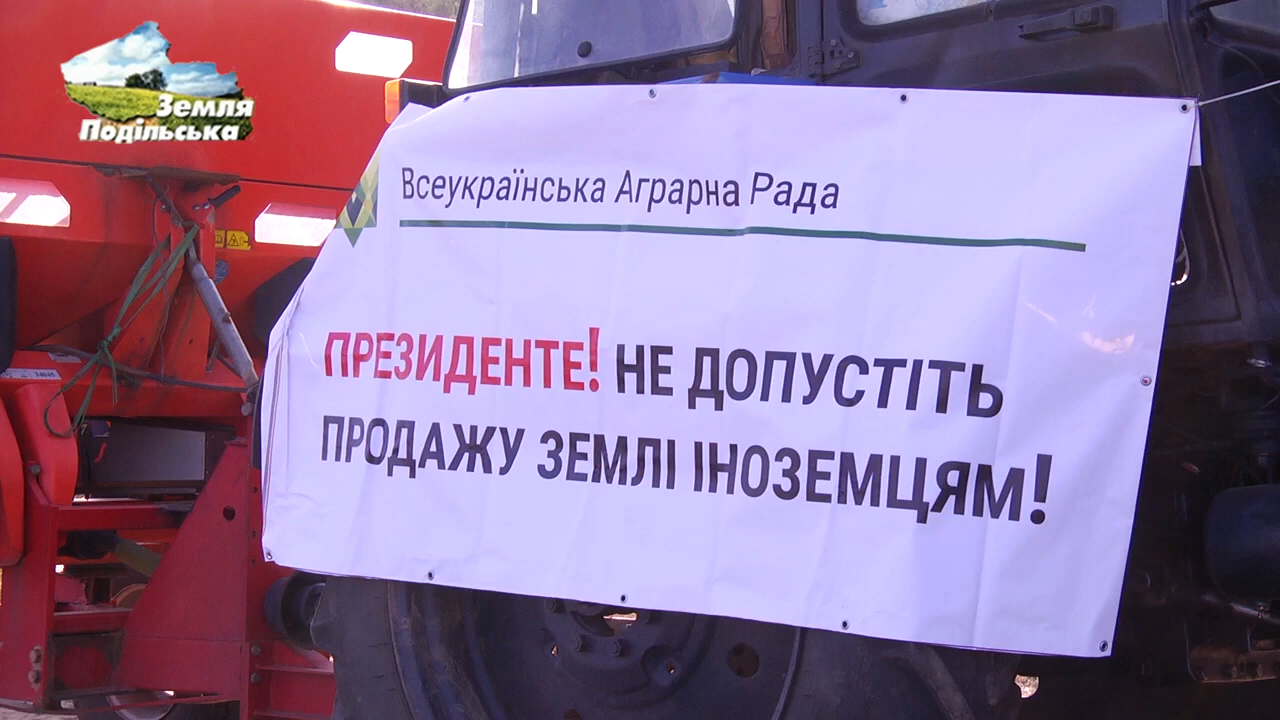 Земля
Подільська
Всеукраїнська Аграрна Рада
ПРЕЗИДЕНТЕ! НЕ ДОПУСТІТЬ
ПРОДАЖУ ЗЕМЛІ ІНОЗЕМЦЯМ!